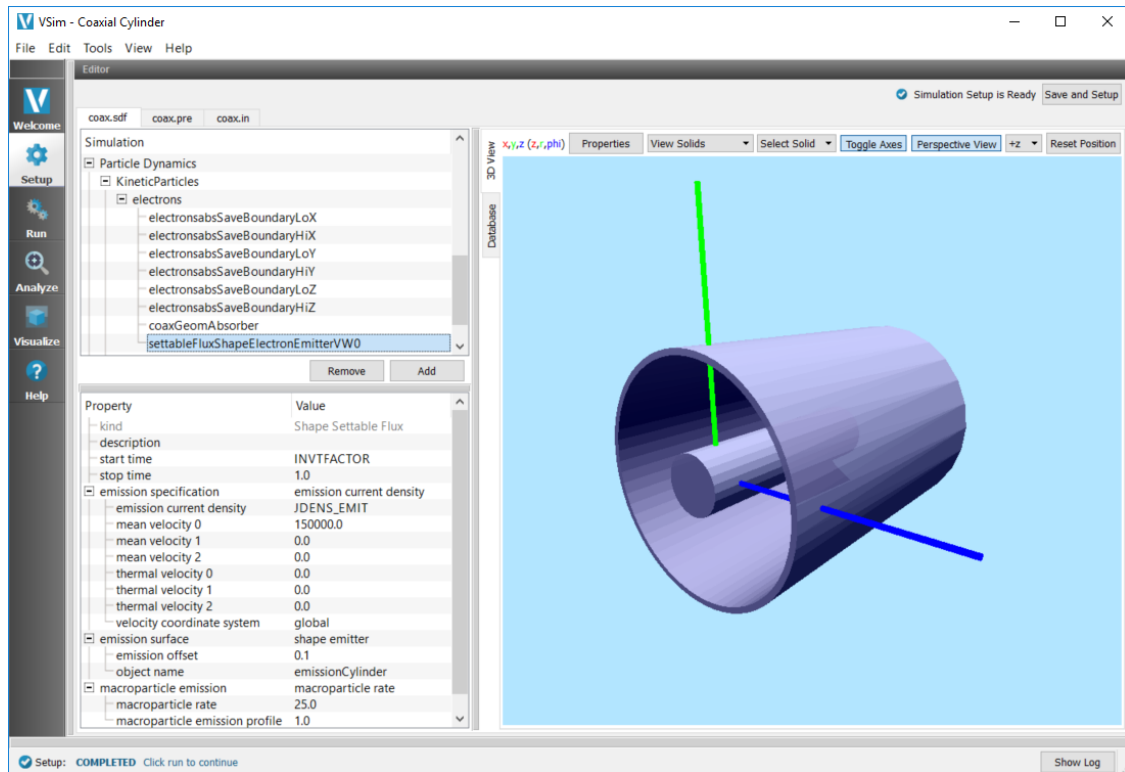 VSim - Coaxial Cylinder
File Edit Tools View Help
Editor
Simulation Setup is Ready Save and Setup
Welcome
Setup
Run
Analyze
Visualize
Help
coax.sdf coax.pre coax.in
Simulation
Particle Dynamics
KineticParticles
electrons
electronsabsSaveBoundaryLoX
electronsabsSaveBoundaryHiX
electronsabsSaveBoundaryLoY
electronsabsSaveBoundaryHiY
electronsabsSaveBoundaryLoZ
electronsabsSaveBoundaryHiZ
coaxGeomAbsorber
settableFluxShapeElectronEmitterVW0
Remove Add
Property Value
kind Shape Settable Flux
description
start time INVTFACTOR
stop time 1.0
emission specification emission current density
emission current density JDENS_EMIT
mean velocity 0 150000.0
mean velocity 1 0.0
mean velocity 2 0.0
thermal velocity 0 0.0
thermal velocity 1 0.0
thermal velocity 2 0.0
velocity coordinate system global
emission surface shape emitter
emission offset 0.1
object name emissionCylinder
macroparticle emission macroparticle rate
macroparticle rate 25.0
macroparticle emission profile 1.0
3D View
Database
x,y,z (z,r,phi) Properties View Solids Select Solid Toggle Axes Perspective View +z Reset Position
Setup: COMPLETED Click run to continue
Show Log